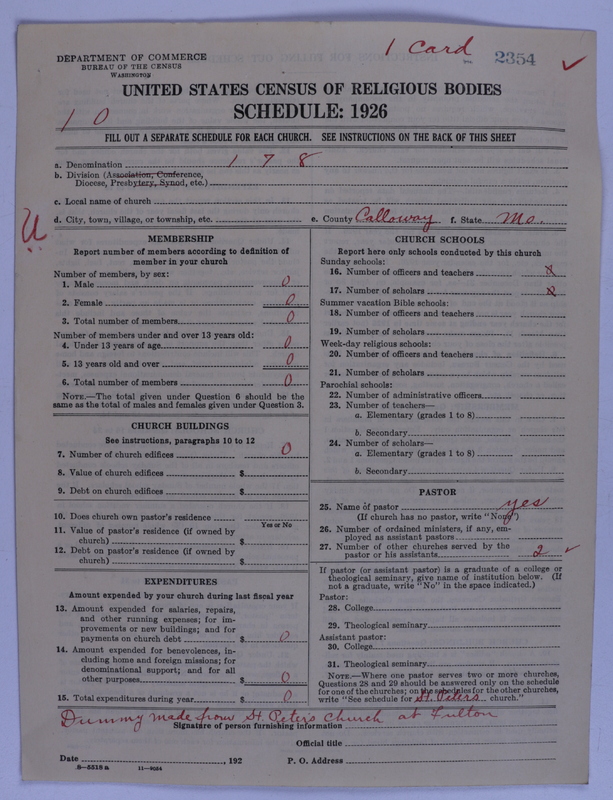 1 Card
2354 ✓
DEPARTMENT OF COMMERCE
BUREAU OF THE CENSUS
WASHINGTON
UNITED STATES CENSUS OF RELIGIOUS BODIES
SCHEDULE: 1926
1 0
FILL OUT A SEPARATE SCHEDULE FOR EACH CHURCH. SEE INSTRUCTIONS ON THE BACK OF THIS SHEET
a. Denomination 1 7 8
b. Division (Association, Conference,
Diocese, Presbytery, Synod, etc.)
c. Local name of church
d. City, town, village, or township, etc. e. County Calloway f. State Mo.
U
MEMBERSHIP
Report number of members according to definition of
member in your church
Number of members, by sex:
1. Male 0
2. Female 0
3. Total number of members 0
Number of members under and over 13 years old:
4. Under 13 years of age 0
5. 13 years old and over 0
6. Total number of members 0
NOTE.—The total given under Question 6 should be the
same as the total of males and females given under Question 3.
CHURCH BUILDINGS
See instructions, paragraphs 10 to 12
7. Number of church edifices 0
8. Value of church edifices $
9. Debt on church edifices $
10. Does church own pastor's residence
Yes or No
11. Value of pastor's residence (if owned by
church) $
12. Debt on pastor's residence (if owned by
church) $
EXPENDITURES
Amount expended by your church during last fiscal year
13. Amount expended for salaries, repairs,
and other running expenses; for im-
provements or new buildings; and for
payments on church debt $ 0
14. Amount expended for benevolences, in-
cluding home and foreign missions; for
denominational support; and for all
other purposes $ 0
15. Total expenditures during year $ 0
CHURCH SCHOOLS
Report here only schools conducted by this church
Sunday schools:
16. Number of officers and teachers x
17. Number of scholars x
Summer vacation Bible schools:
18. Number of officers and teachers
19. Number of scholars
Week-day religious schools:
20. Number of officers and teachers
21. Number of scholars
Parochial schools:
22. Number of administrative officers
23. Number of teachers—
a. Elementary (grades 1 to 8)
b. Secondary
24. Number of scholars—
a. Elementary (grades 1 to 8)
b. Secondary
PASTOR
25. Name of pastor yes
(If church has no pastor, write "None")
26. Number of ordained ministers, if any, em-
ployed as assistant pastors
27. Number of other churches served by the
pastor or his assistants 2 ✓
If pastor (or assistant pastor) is a graduate of a college or
theological seminary, give name of institution below. (If
not a graduate, write "No" in the space indicated.)
Pastor:
28. College
29. Theological seminary
Assistant pastor:
30. College
31. Theological seminary
NOTE.—Where one pastor serves two or more churches,
Questions 28 and 29 should be answered only on the schedule
for one of the churches; on the schedules for the other churches,
write "See schedule for St. Peters church."
Dummy made from St. Peter's church at Fulton
Signature of person furnishing information
Official title
Date , 192 P. O. Address
8—5518 a 11—9034